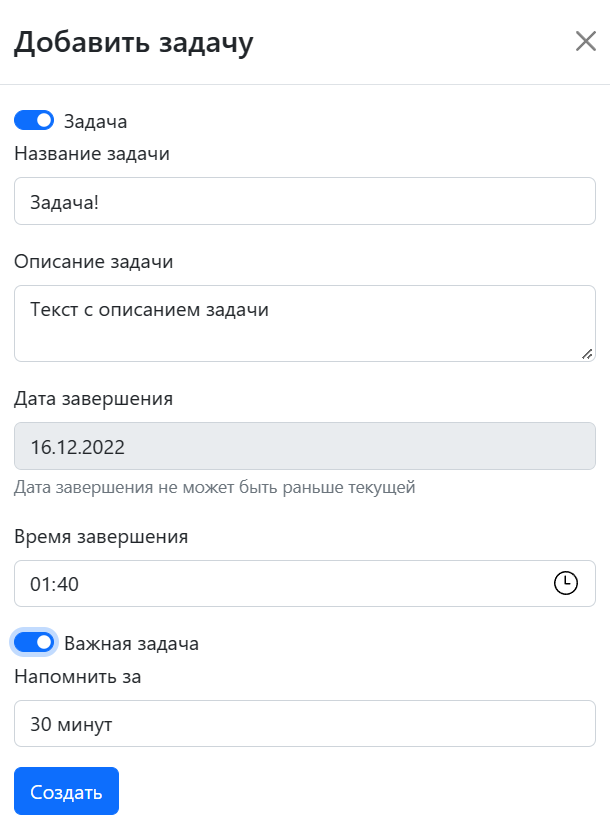 Добавить задачу
Задача
Название задачи
Задача!
Описание задачи
Текст с описанием задачи
Дата завершения
16.12.2022
Дата завершения не может быть раньше текущей
Время завершения
01:40
Важная задача
Напомнить за
30 минут
Создать